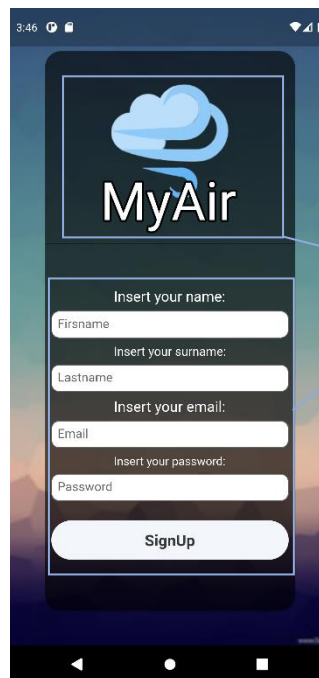 3:46
MyAir
Insert your name:
Firsname
Insert your surname:
Lastname
Insert your email:
Email
Insert your password:
Password
SignUp